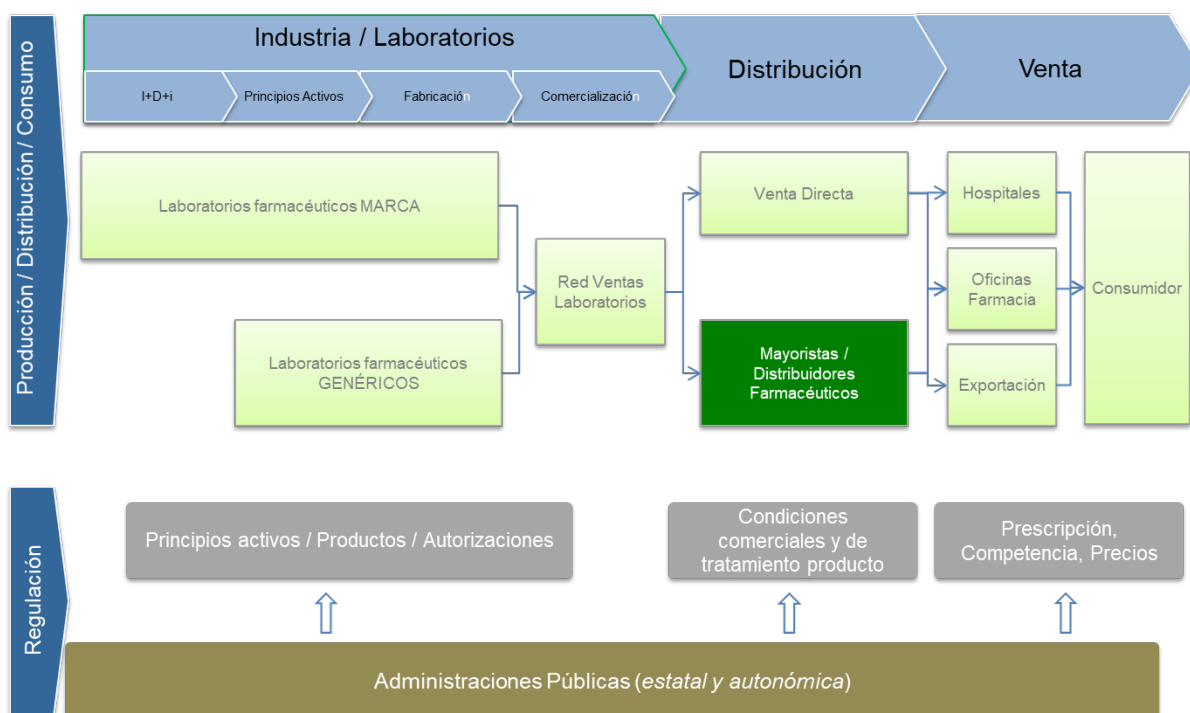 Producción / Distribución / Consumo
Industria / Laboratorios
I+D+i
Principios Activos
Fabricación
Comercialización
Distribución
Venta
Laboratorios farmacéuticos MARCA
Laboratorios farmacéuticos
GENÉRICOS
Red Ventas
Laboratorios
Venta Directa
Mayoristas /
Distribuidores
Farmacéuticos
Hospitales
Oficinas
Farmacia
Exportación
Consumidor
Regulación
Principios activos / Productos / Autorizaciones
Condiciones
comerciales y de
tratamiento producto
Prescripción,
Competencia, Precios
Administraciones Públicas (estatal y autonómica)